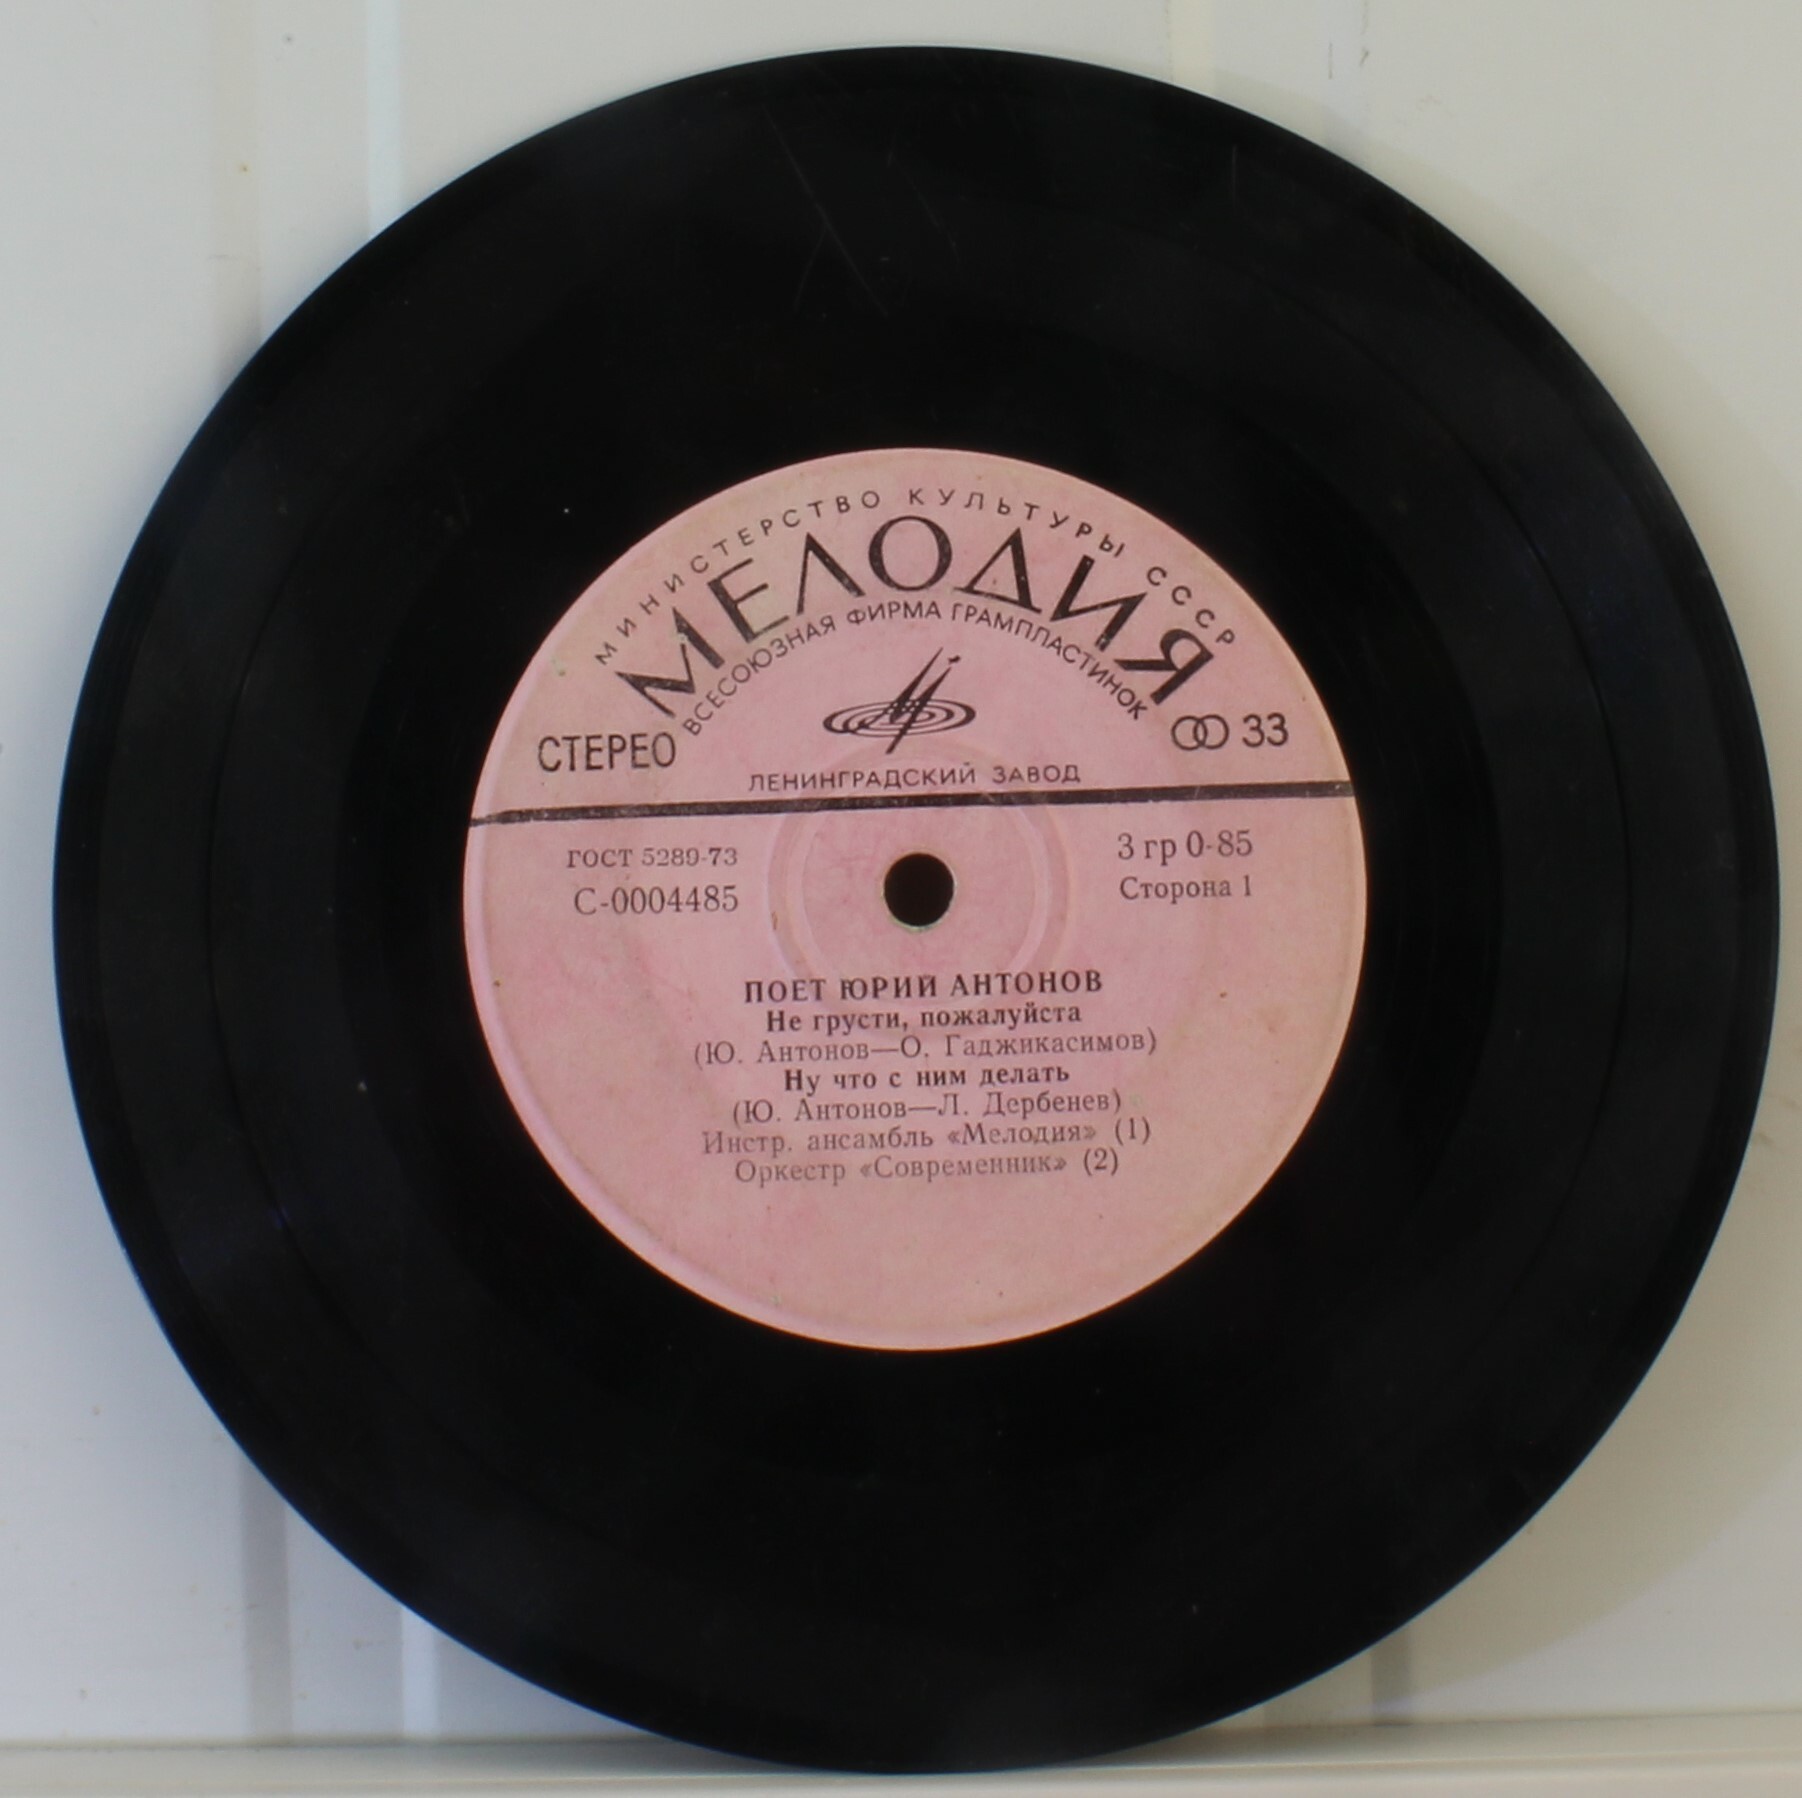 МИНИСТЕРСТВО КУЛЬТУРЫ СССР
МЕЛОДИЯ
ВСЕСОЮЗНАЯ ФИРМА ГРАМПЛАСТИНОК
СТЕРЕО
33
ЛЕНИНГРАДСКИЙ ЗАВОД
ГОСТ 5289-73
С-0004485
3 гр 0-85
Сторона 1
ПОЕТ ЮРИЙ АНТОНОВ
Не грусти, пожалуйста
(Ю. Антонов—О. Гаджикасимов)
Ну что с ним делать
(Ю. Антонов—Л. Дербенев)
Инстр. ансамбль «Мелодия» (1)
Оркестр «Современник» (2)